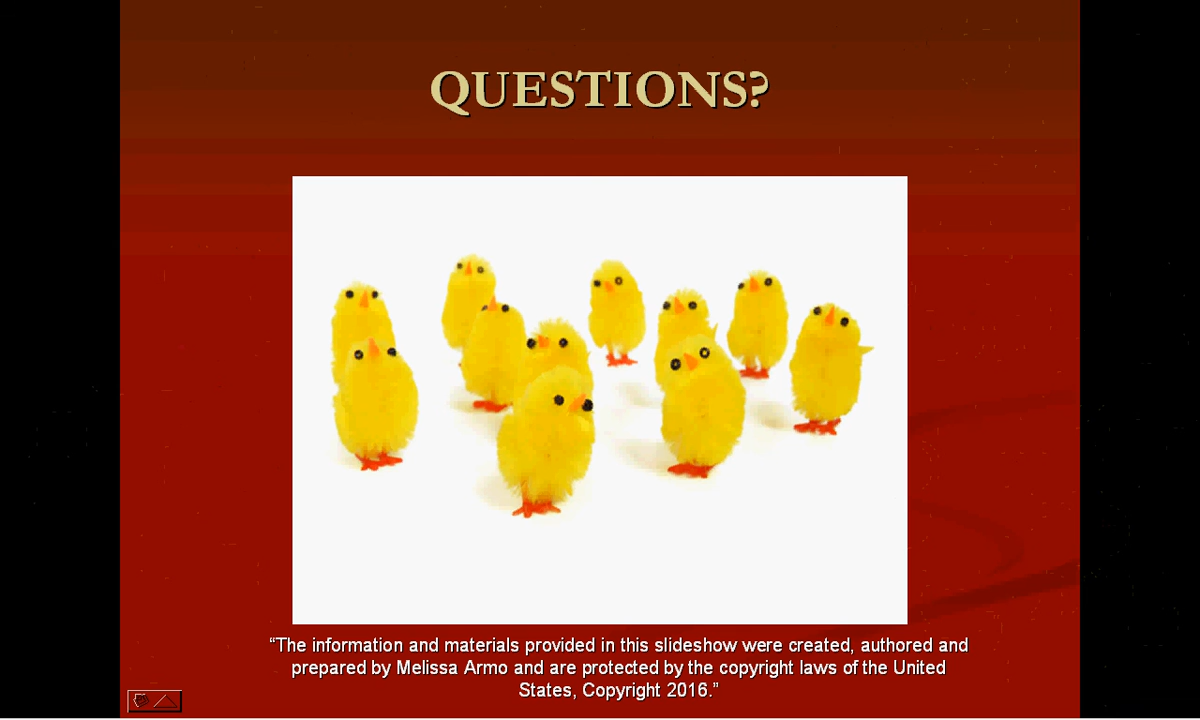 QUESTIONS?
“The information and materials provided in this slideshow were created, authored and
prepared by Melissa Armo and are protected by the copyright laws of the United
States, Copyright 2016.”